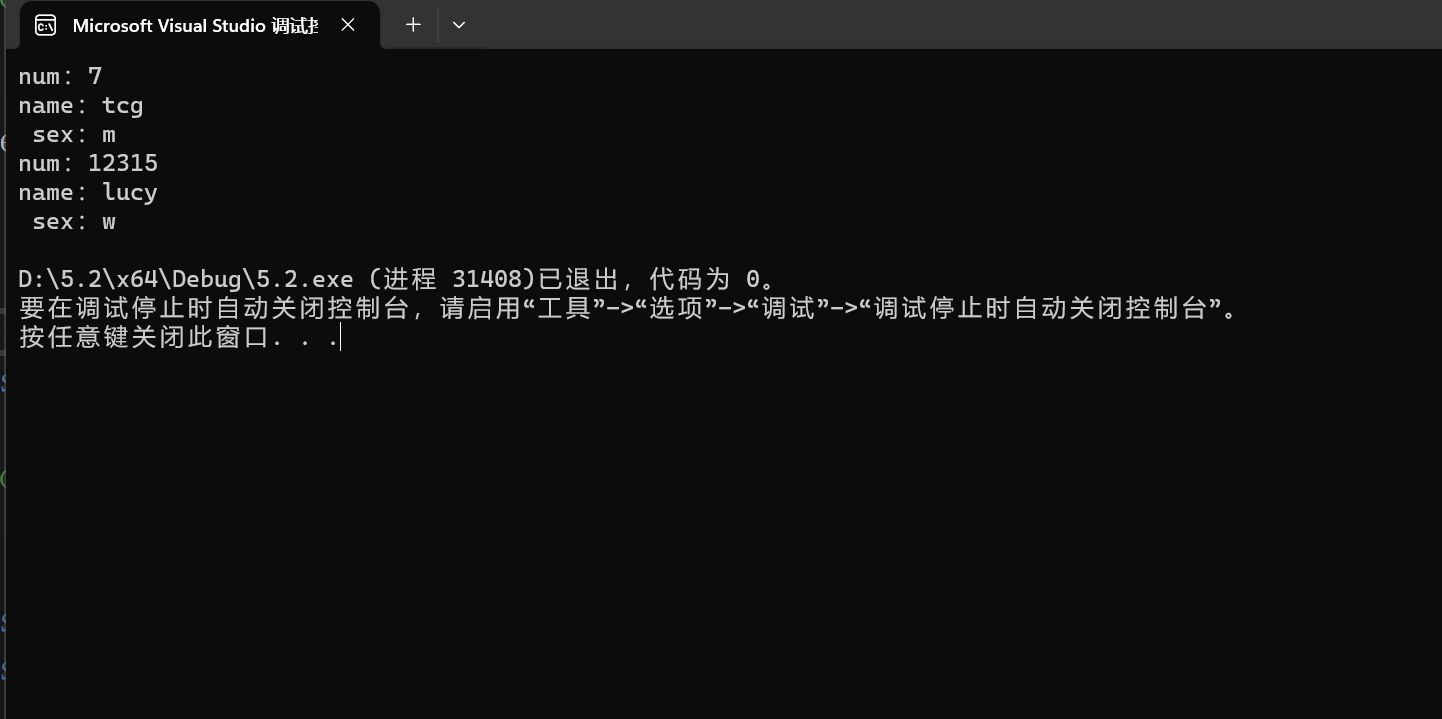 Microsoft Visual Studio 调试
num：7
name：tcg
 sex：m
num：12315
name：lucy
 sex：w
D:\5.2\x64\Debug\5.2.exe (进程 31408)已退出，代码为 0。
要在调试停止时自动关闭控制台，请启用“工具”->“选项”->“调试”->“调试停止时自动关闭控制台”。
按任意键关闭此窗口. . .